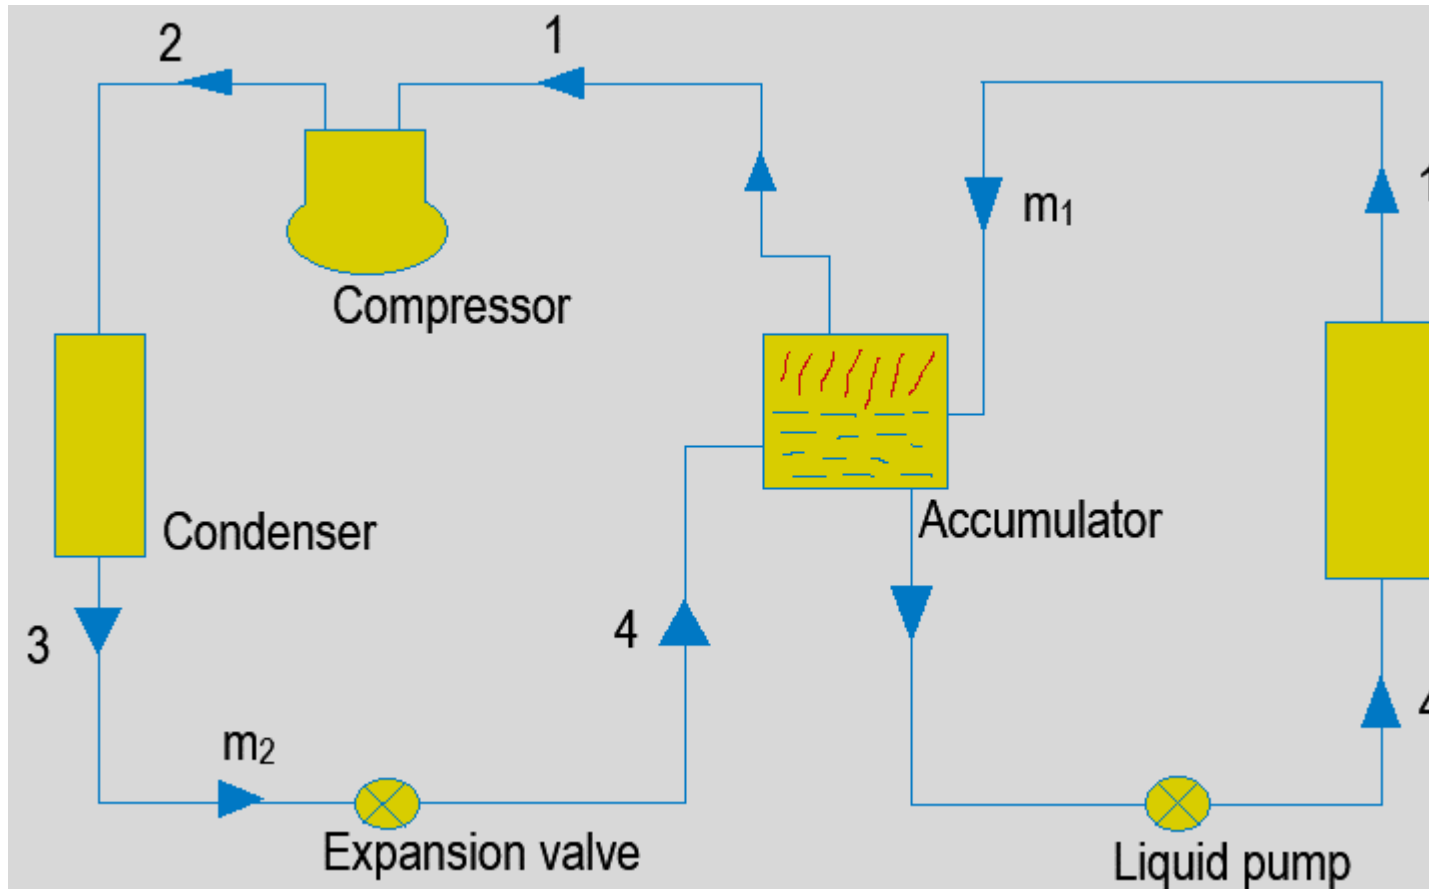 2
1
m1
Compressor
Condenser
Accumulator
3
4
m2
Expansion valve
Liquid pump